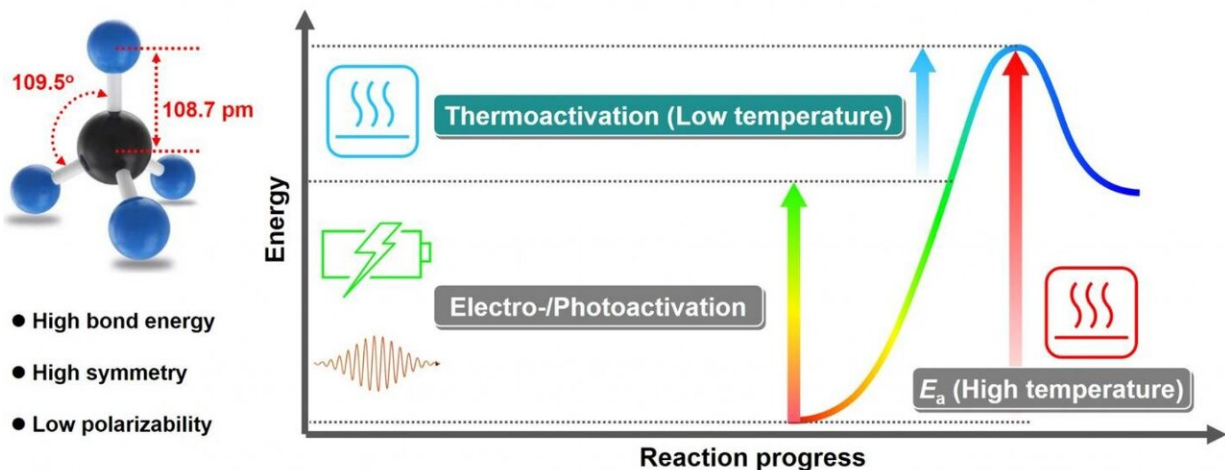 109.5°
108.7 pm
● High bond energy
● High symmetry
● Low polarizability
Energy
Thermoactivation (Low temperature)
Electro-/Photoactivation
Ea (High temperature)
Reaction progress